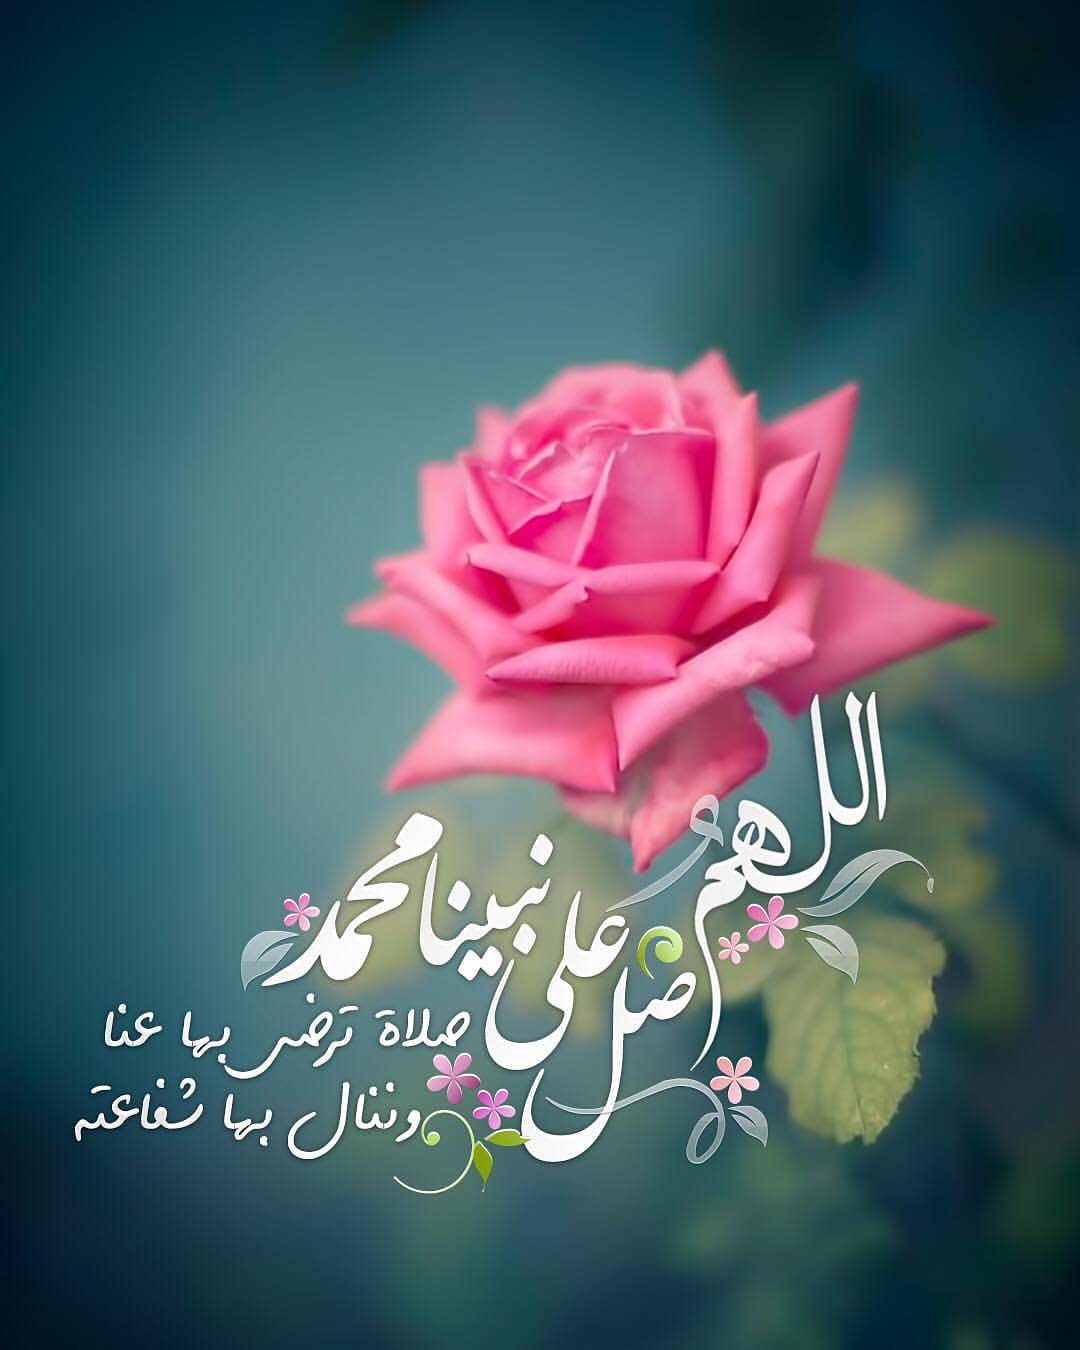 اللهم صل على نبينا محمد
صلاة ترضى بها عنا
وننال بها شفاعته